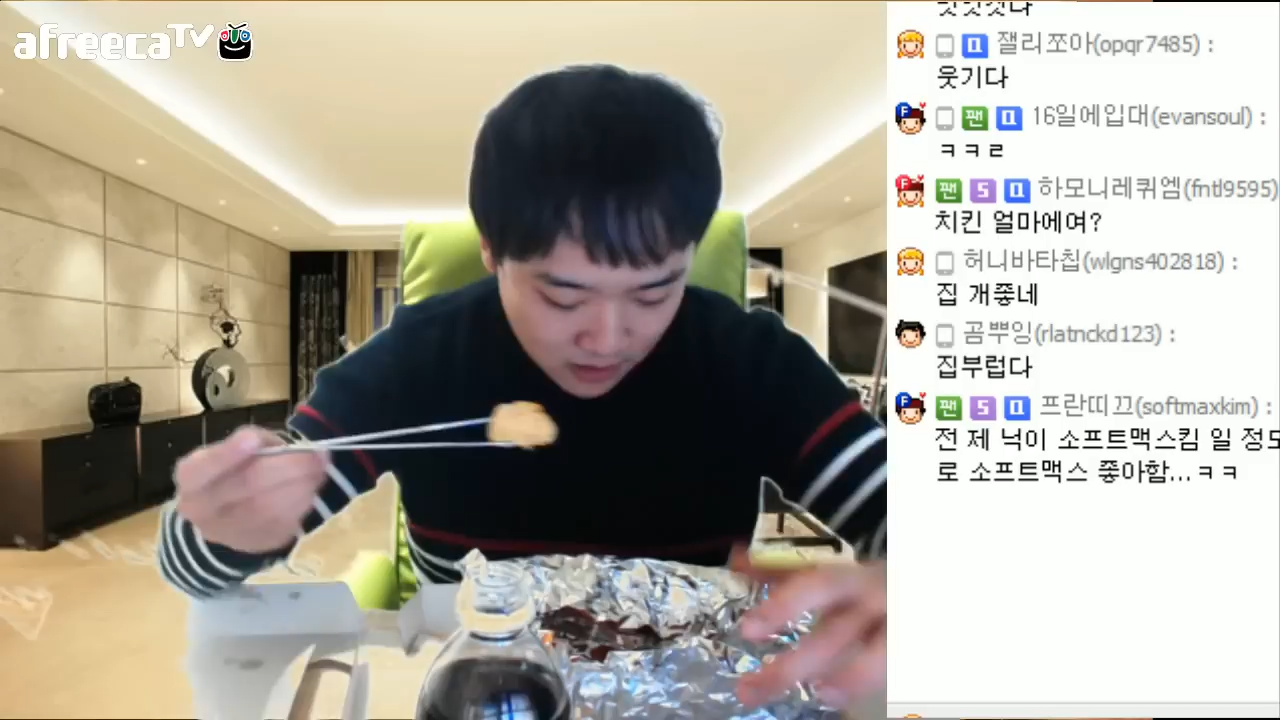 afreecaTV
잴리쪼아(opqr7485) :
웃기다
팬 16일에입대(evansoul) :
ㅋㅋㄹ
팬 S 하모니레퀴엠(fntl9595)
치킨 얼마에여?
허니바타칩(wlgns402818) :
집 개쫗네
곰뿌잉(rlatnckd123) :
집부럽다
팬 S 프란띠끄(softmaxkim) :
전 제 닉이 소프트맥스킴 일 정도
로 소프트맥스 쫗아함...ㅋㅋ